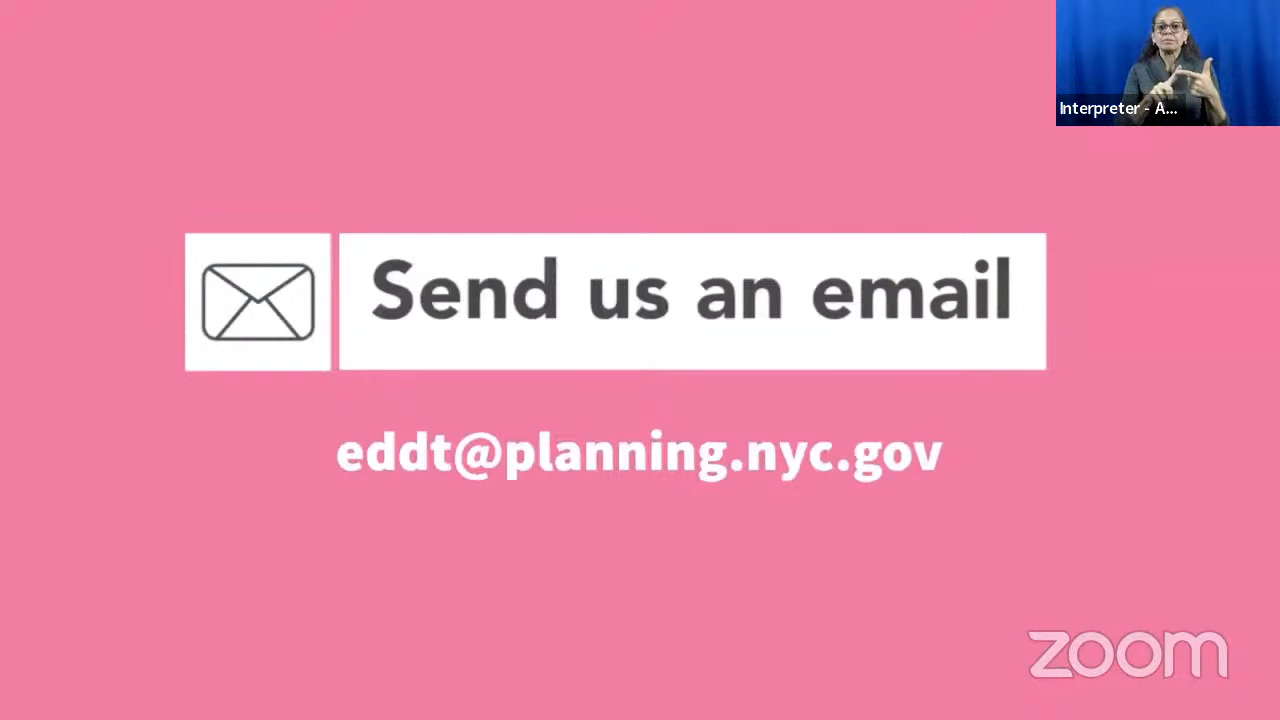 Interpreter - A...
Send us an email
eddt@planning.nyc.gov
zoom